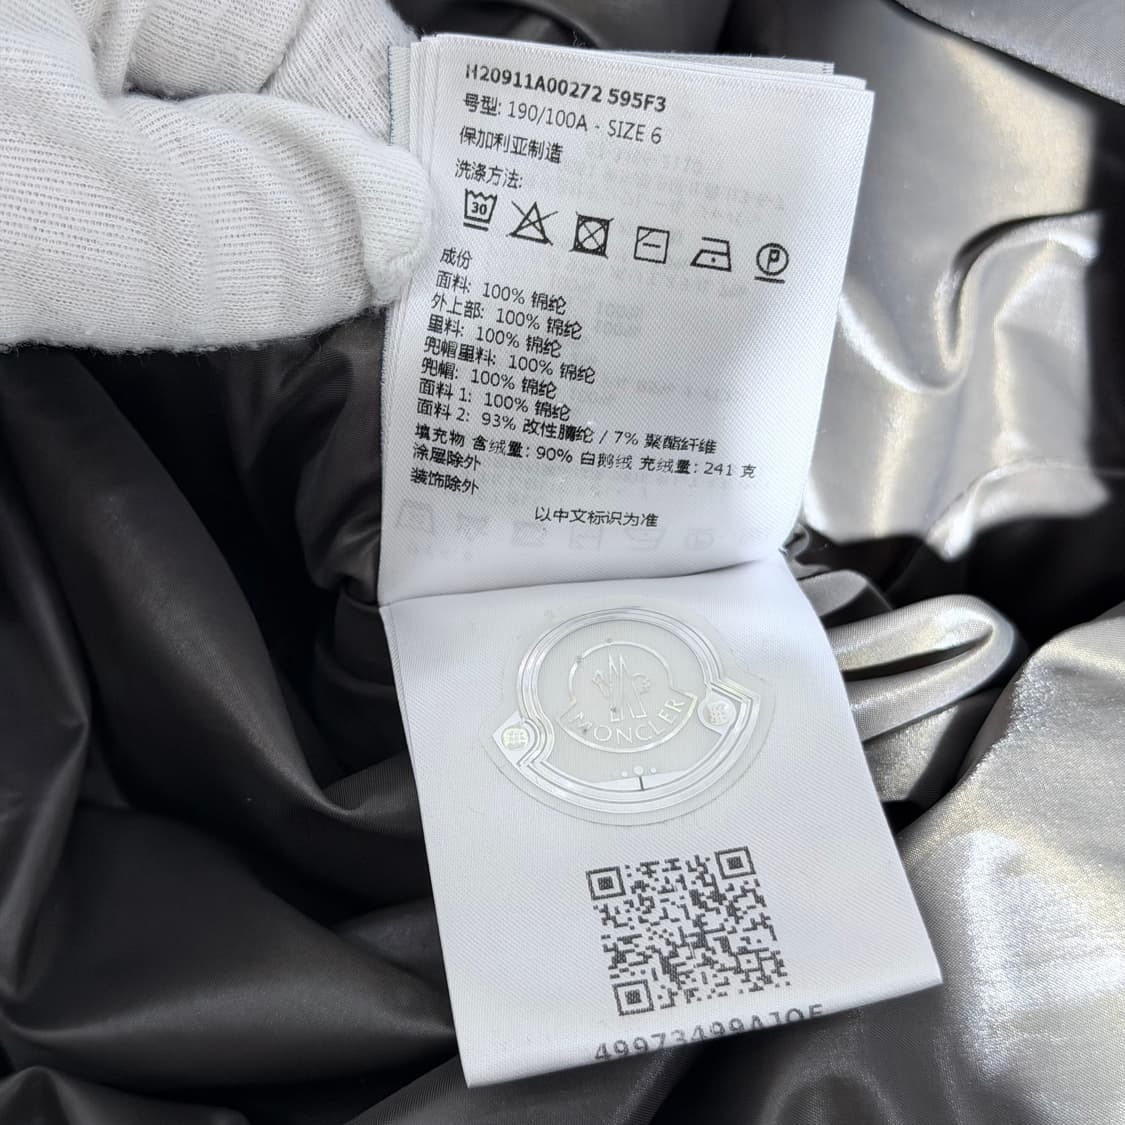 H20911A00272 595F3
号型: 190/100A - SIZE 6
保加利亚制造
洗涤方法:
30
P
成份
面料: 100% 锦纶
外上部: 100% 锦纶
里料: 100% 锦纶
兜帽里料: 100% 锦纶
兜帽: 100% 锦纶
面料 1: 100% 锦纶
面料 2: 93% 改性腈纶 / 7% 聚酯纤维
填充物 含绒量: 90% 白鹅绒 充绒量: 241 克
涂层除外
装饰除外
以中文标识为准
MONCLER
49973499AJOE